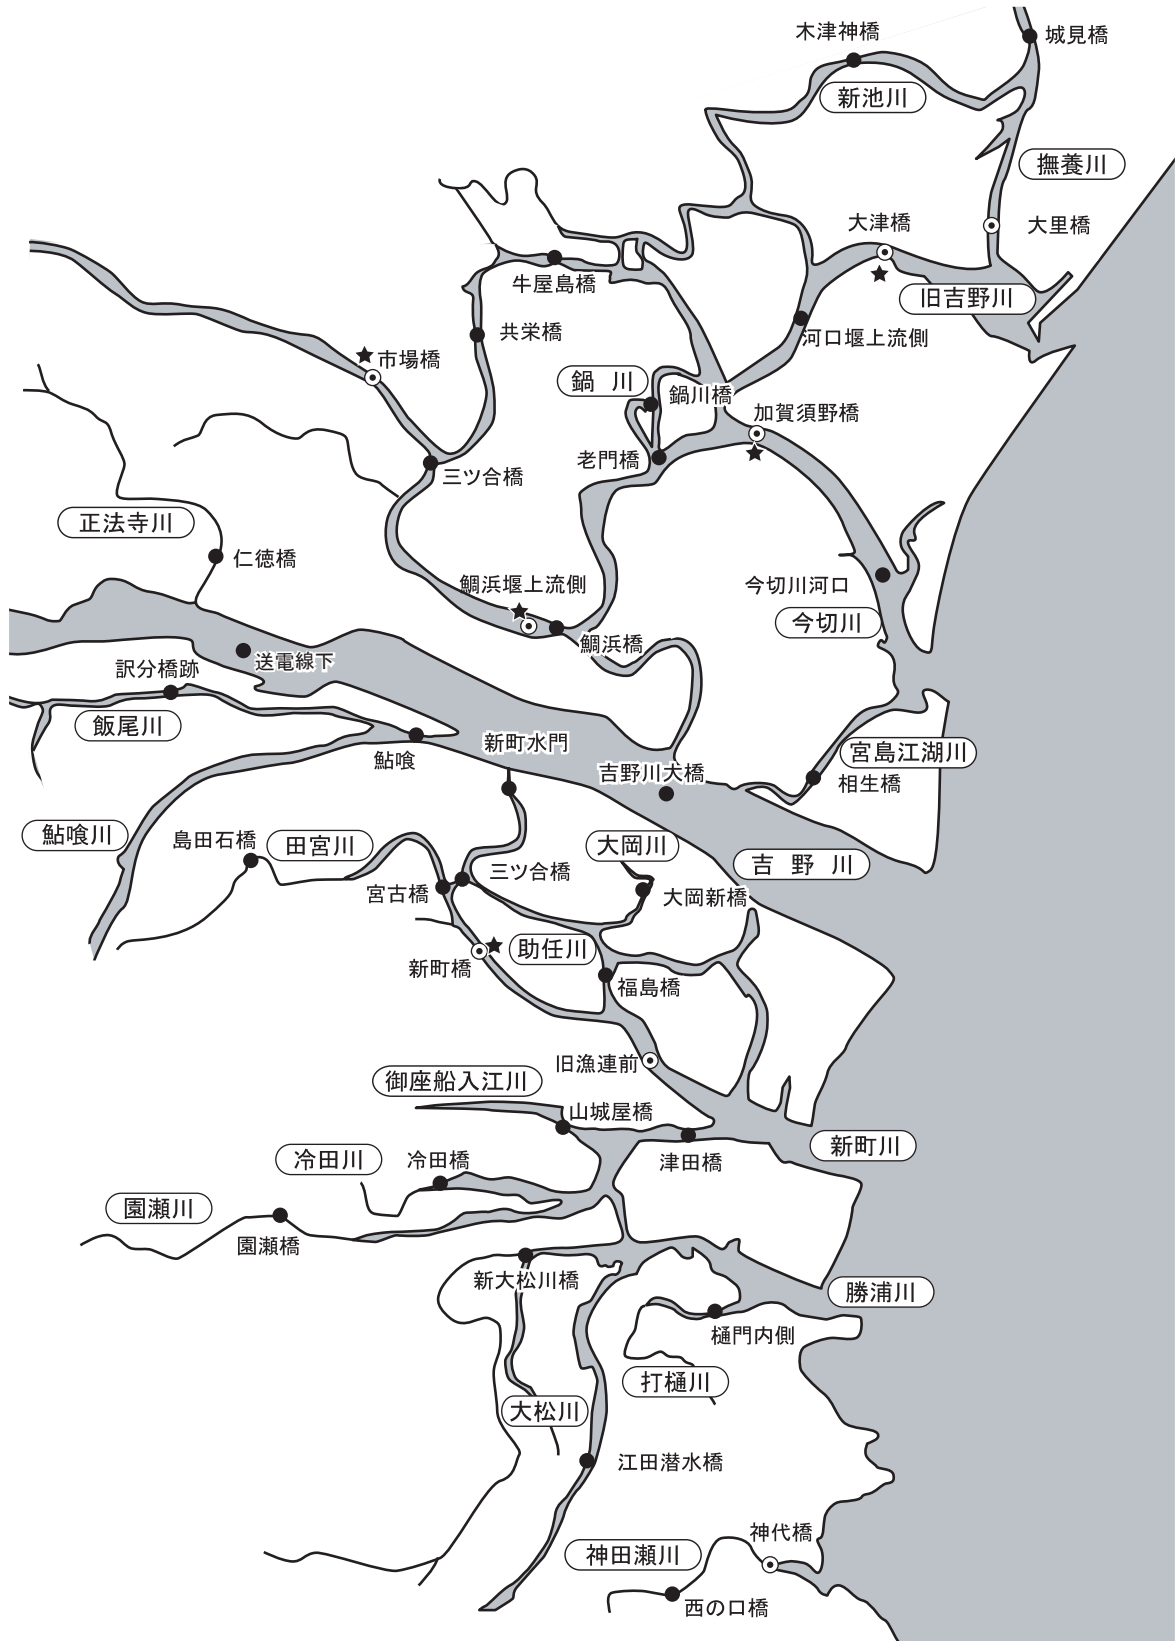 木津神橋
城見橋
新池川
撫養川
大津橋
大里橋
牛屋島橋
旧吉野川
共栄橋
河口堰上流側
市場橋
鍋 川
鍋川橋
加賀須野橋
老門橋
三ツ合橋
正法寺川
仁徳橋
鯛浜堰上流側
今切川河口
今切川
鯛浜橋
送電線下
訳分橋跡
飯尾川
新町水門
鮎喰
宮島江湖川
吉野川大橋
相生橋
鮎喰川
島田石橋
田宮川
大岡川
吉 野 川
三ツ合橋
宮古橋
大岡新橋
助任川
新町橋
福島橋
旧漁連前
御座船入江川
山城屋橋
新町川
冷田川
冷田橋
津田橋
園瀬川
園瀬橋
新大松川橋
勝浦川
樋門内側
打樋川
大松川
江田潜水橋
神代橋
神田瀬川
西の口橋